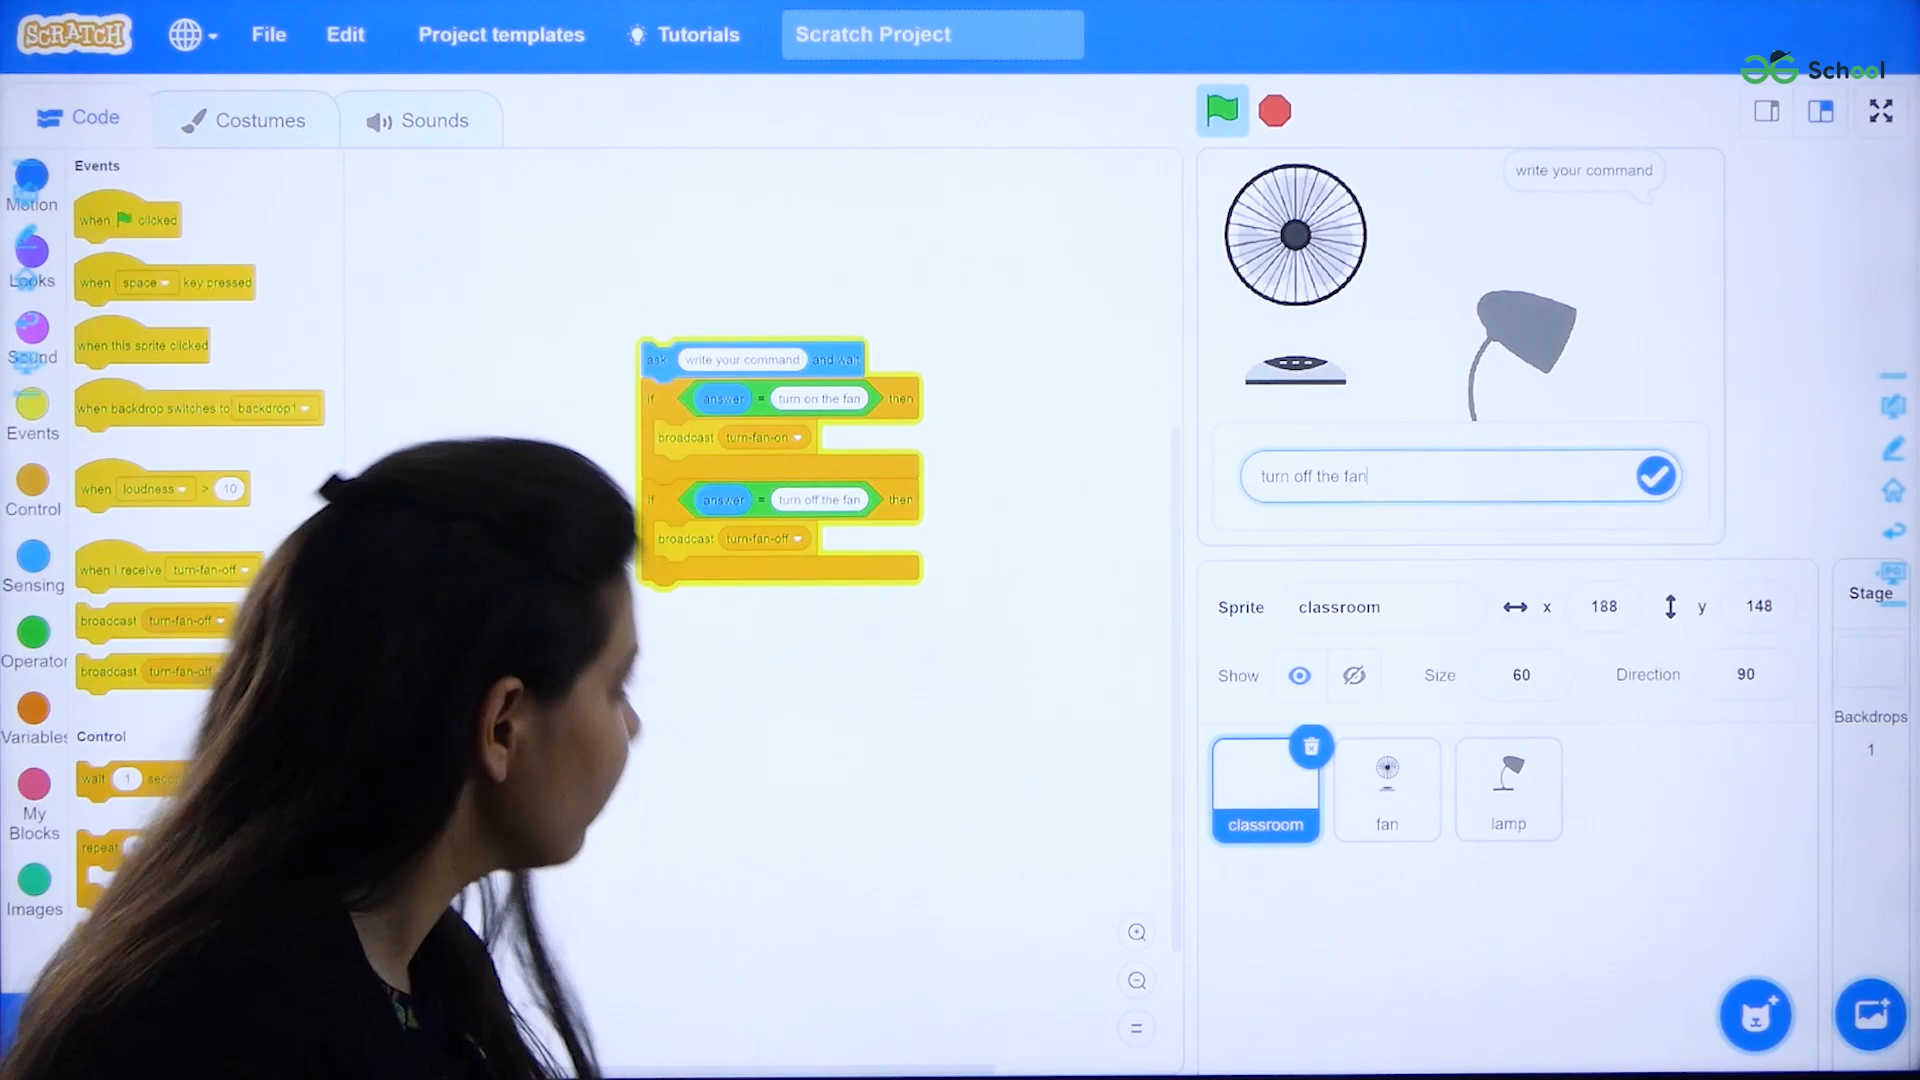 SCRATCH
File
Edit
Project templates
Tutorials
Scratch Project
School
Code
Costumes
Sounds
Motion
Looks
Sound
Events
Control
Sensing
Operator
Variables
My
Blocks
Images
Events
when clicked
when space key pressed
when this sprite clicked
when backdrop switches to backdrop1
when loudness > 10
when I receive turn-fan-off
broadcast turn-fan-off
broadcast turn-fan-off
Control
wait 1
repeat
ask write your command and wait
if answer = turn on the fan then
broadcast turn-fan-on
if answer = turn off the fan then
broadcast turn-fan-off
write your command
turn off the fan
Sprite classroom x 188 y 148
Show Size 60 Direction 90
classroom
fan
lamp
Stage
Backdrops
1